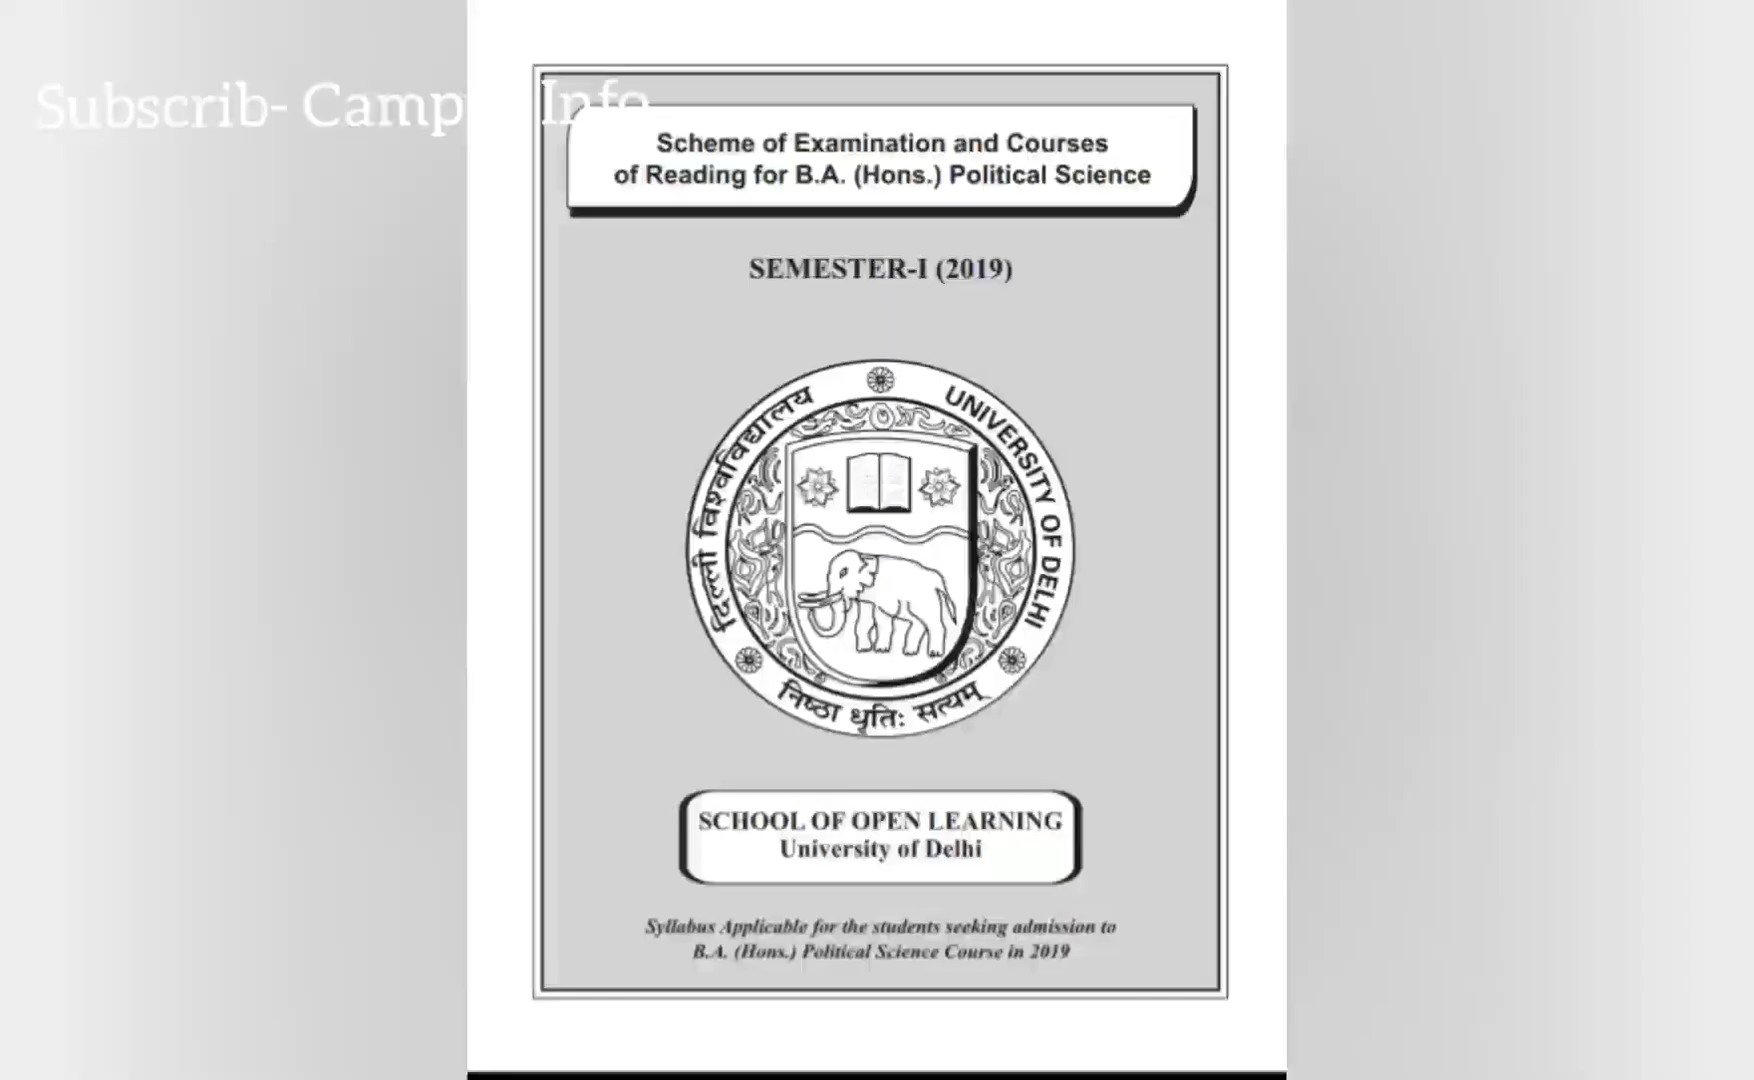 Subscrib- Camp Info
Scheme of Examination and Courses
of Reading for B.A. (Hons.) Political Science
SEMESTER-I (2019)
दिल्ली विश्वविद्यालय
UNIVERSITY OF DELHI
निष्ठा धृतिः सत्यम्
SCHOOL OF OPEN LEARNING
University of Delhi
Syllabus Applicable for the students seeking admission to
B.A. (Hons.) Political Science Course in 2019